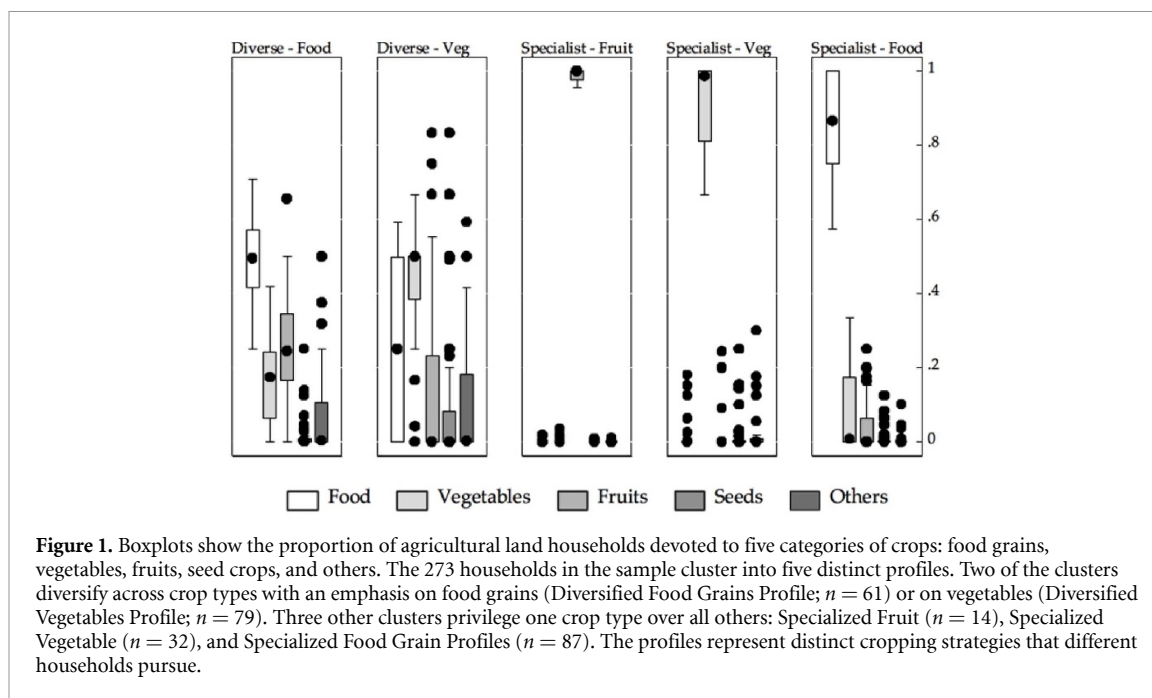 Diverse - Food Diverse - Veg Specialist - Fruit Specialist - Veg Specialist - Food
1
.8
.6
.4
.2
0
Food Vegetables Fruits Seeds Others
Figure 1. Boxplots show the proportion of agricultural land households devoted to five categories of crops: food grains,
vegetables, fruits, seed crops, and others. The 273 households in the sample cluster into five distinct profiles. Two of the clusters
diversify across crop types with an emphasis on food grains (Diversified Food Grains Profile; n = 61) or on vegetables (Diversified
Vegetables Profile; n = 79). Three other clusters privilege one crop type over all others: Specialized Fruit (n = 14), Specialized
Vegetable (n = 32), and Specialized Food Grain Profiles (n = 87). The profiles represent distinct cropping strategies that different
households pursue.